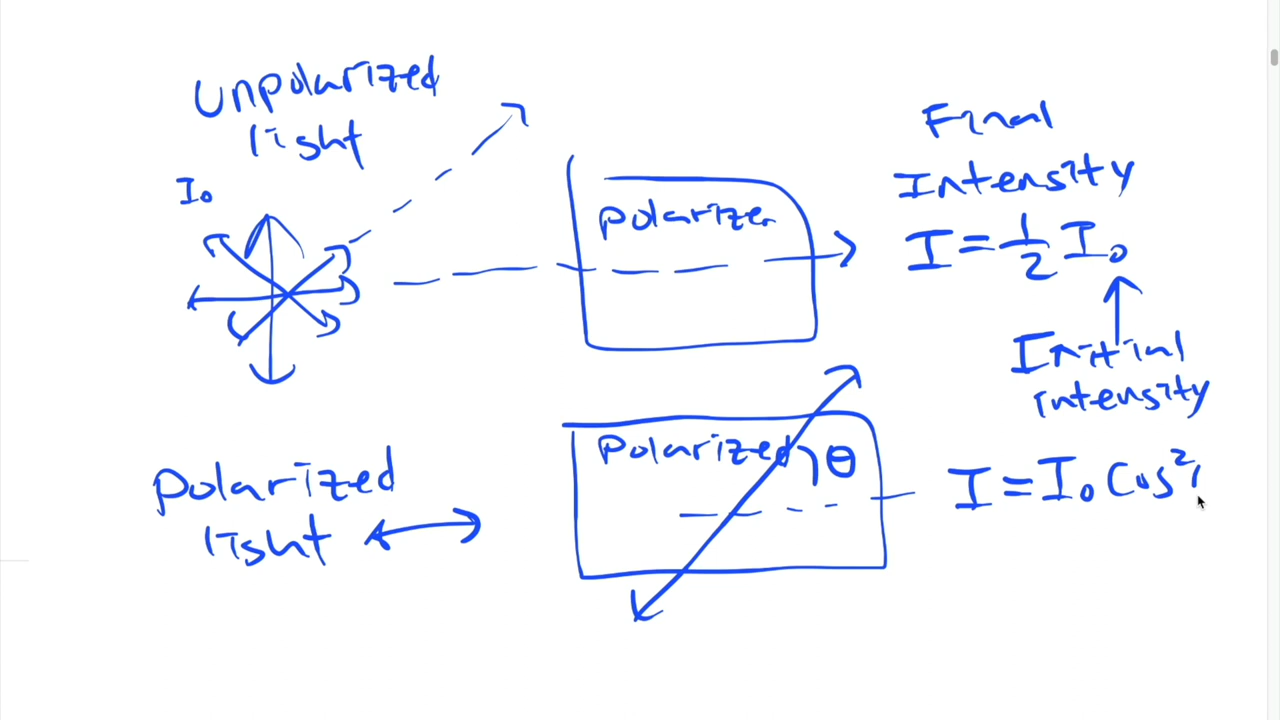 Unpolarized
light
I₀
Polarizer
Final
Intensity
I = 1/2 I₀
Initial
intensity
Polarized
light
Polarized
θ
I = I₀ Cos²